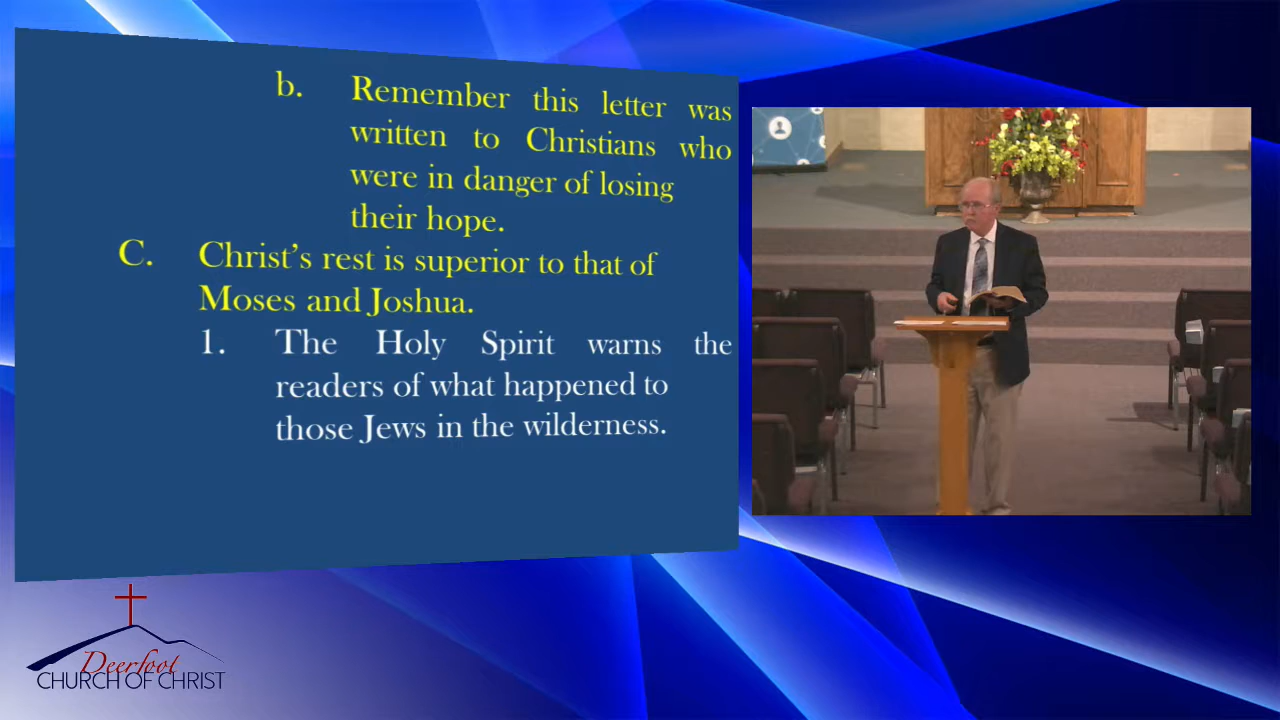 b. Remember this letter was
written to Christians who
were in danger of losing
their hope.
C. Christ's rest is superior to that of
Moses and Joshua.
1. The Holy Spirit warns the
readers of what happened to
those Jews in the wilderness.
Deerfoot
CHURCH OF CHRIST